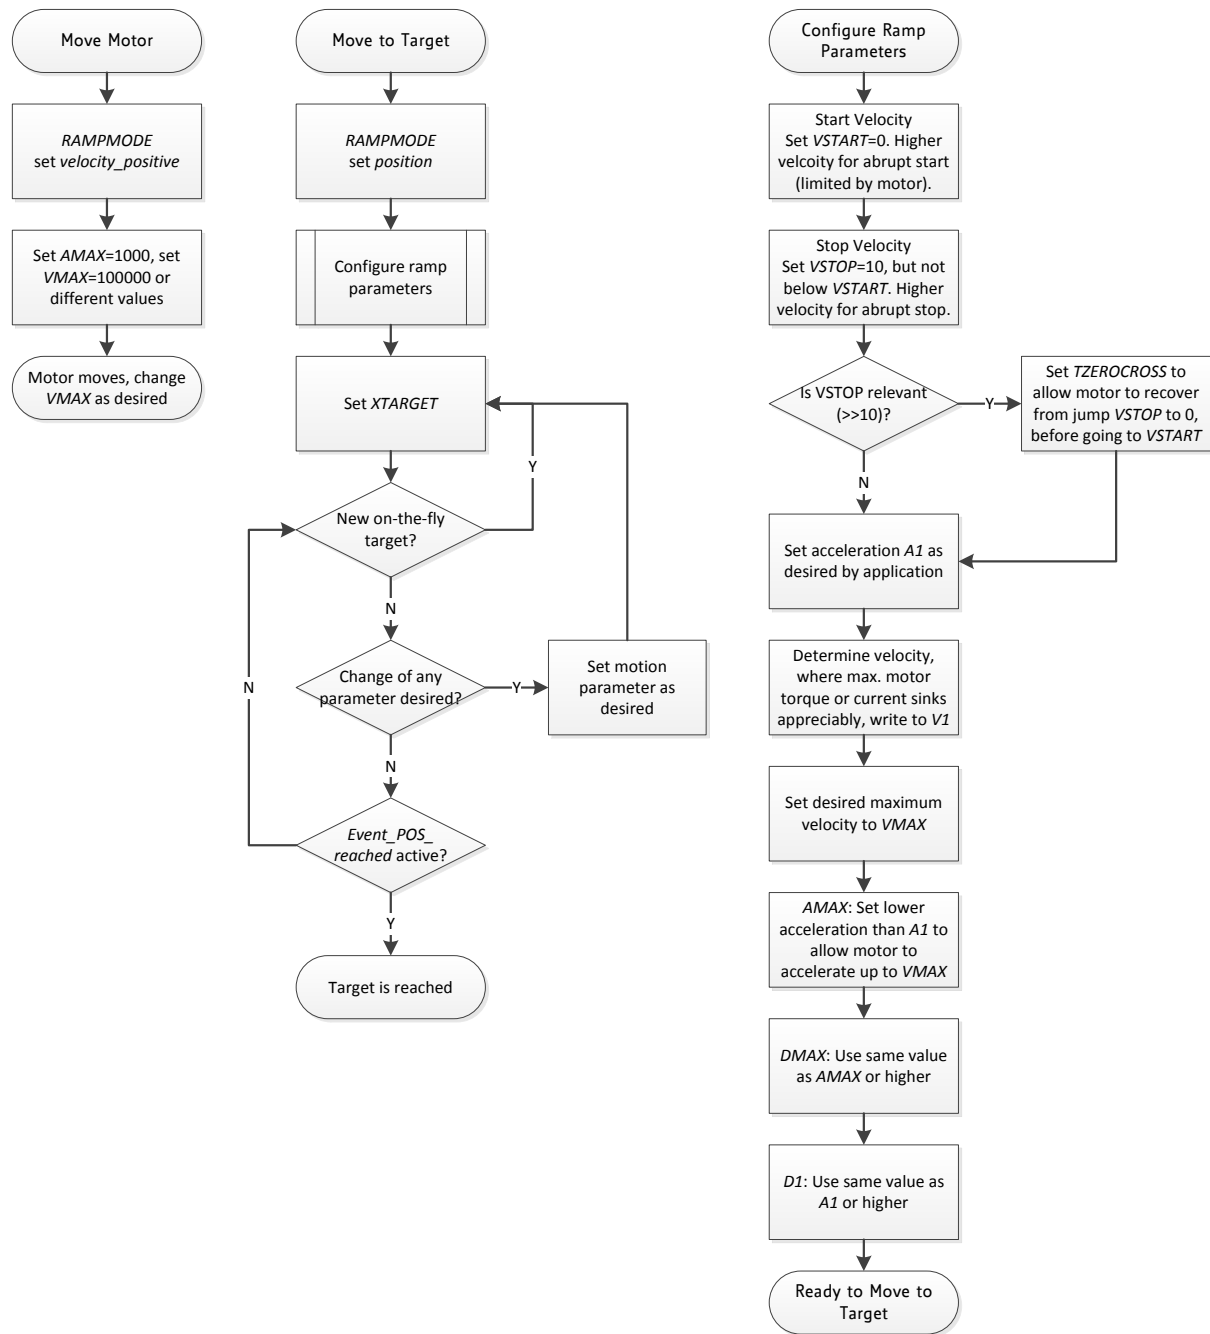 Move Motor
RAMPMODE
set velocity_positive
Set AMAX=1000, set
VMAX=100000 or
different values
Motor moves, change
VMAX as desired
Move to Target
RAMPMODE
set position
Configure ramp
parameters
Set XTARGET
New on-the-fly
target?
Y
N
Change of any
parameter desired?
Y
Set motion
parameter as
desired
N
N
Event_POS_
reached active?
Y
Target is reached
Configure Ramp
Parameters
Start Velocity
Set VSTART=0. Higher
velcoity for abrupt start
(limited by motor).
Stop Velocity
Set VSTOP=10, but not
below VSTART. Higher
velocity for abrupt stop.
Is VSTOP relevant
(>>10)?
Y
Set TZEROCROSS to
allow motor to recover
from jump VSTOP to 0,
before going to VSTART
N
Set acceleration A1 as
desired by application
Determine velocity,
where max. motor
torque or current sinks
appreciably, write to V1
Set desired maximum
velocity to VMAX
AMAX: Set lower
acceleration than A1 to
allow motor to
accelerate up to VMAX
DMAX: Use same value
as AMAX or higher
D1: Use same value as
A1 or higher
Ready to Move to
Target